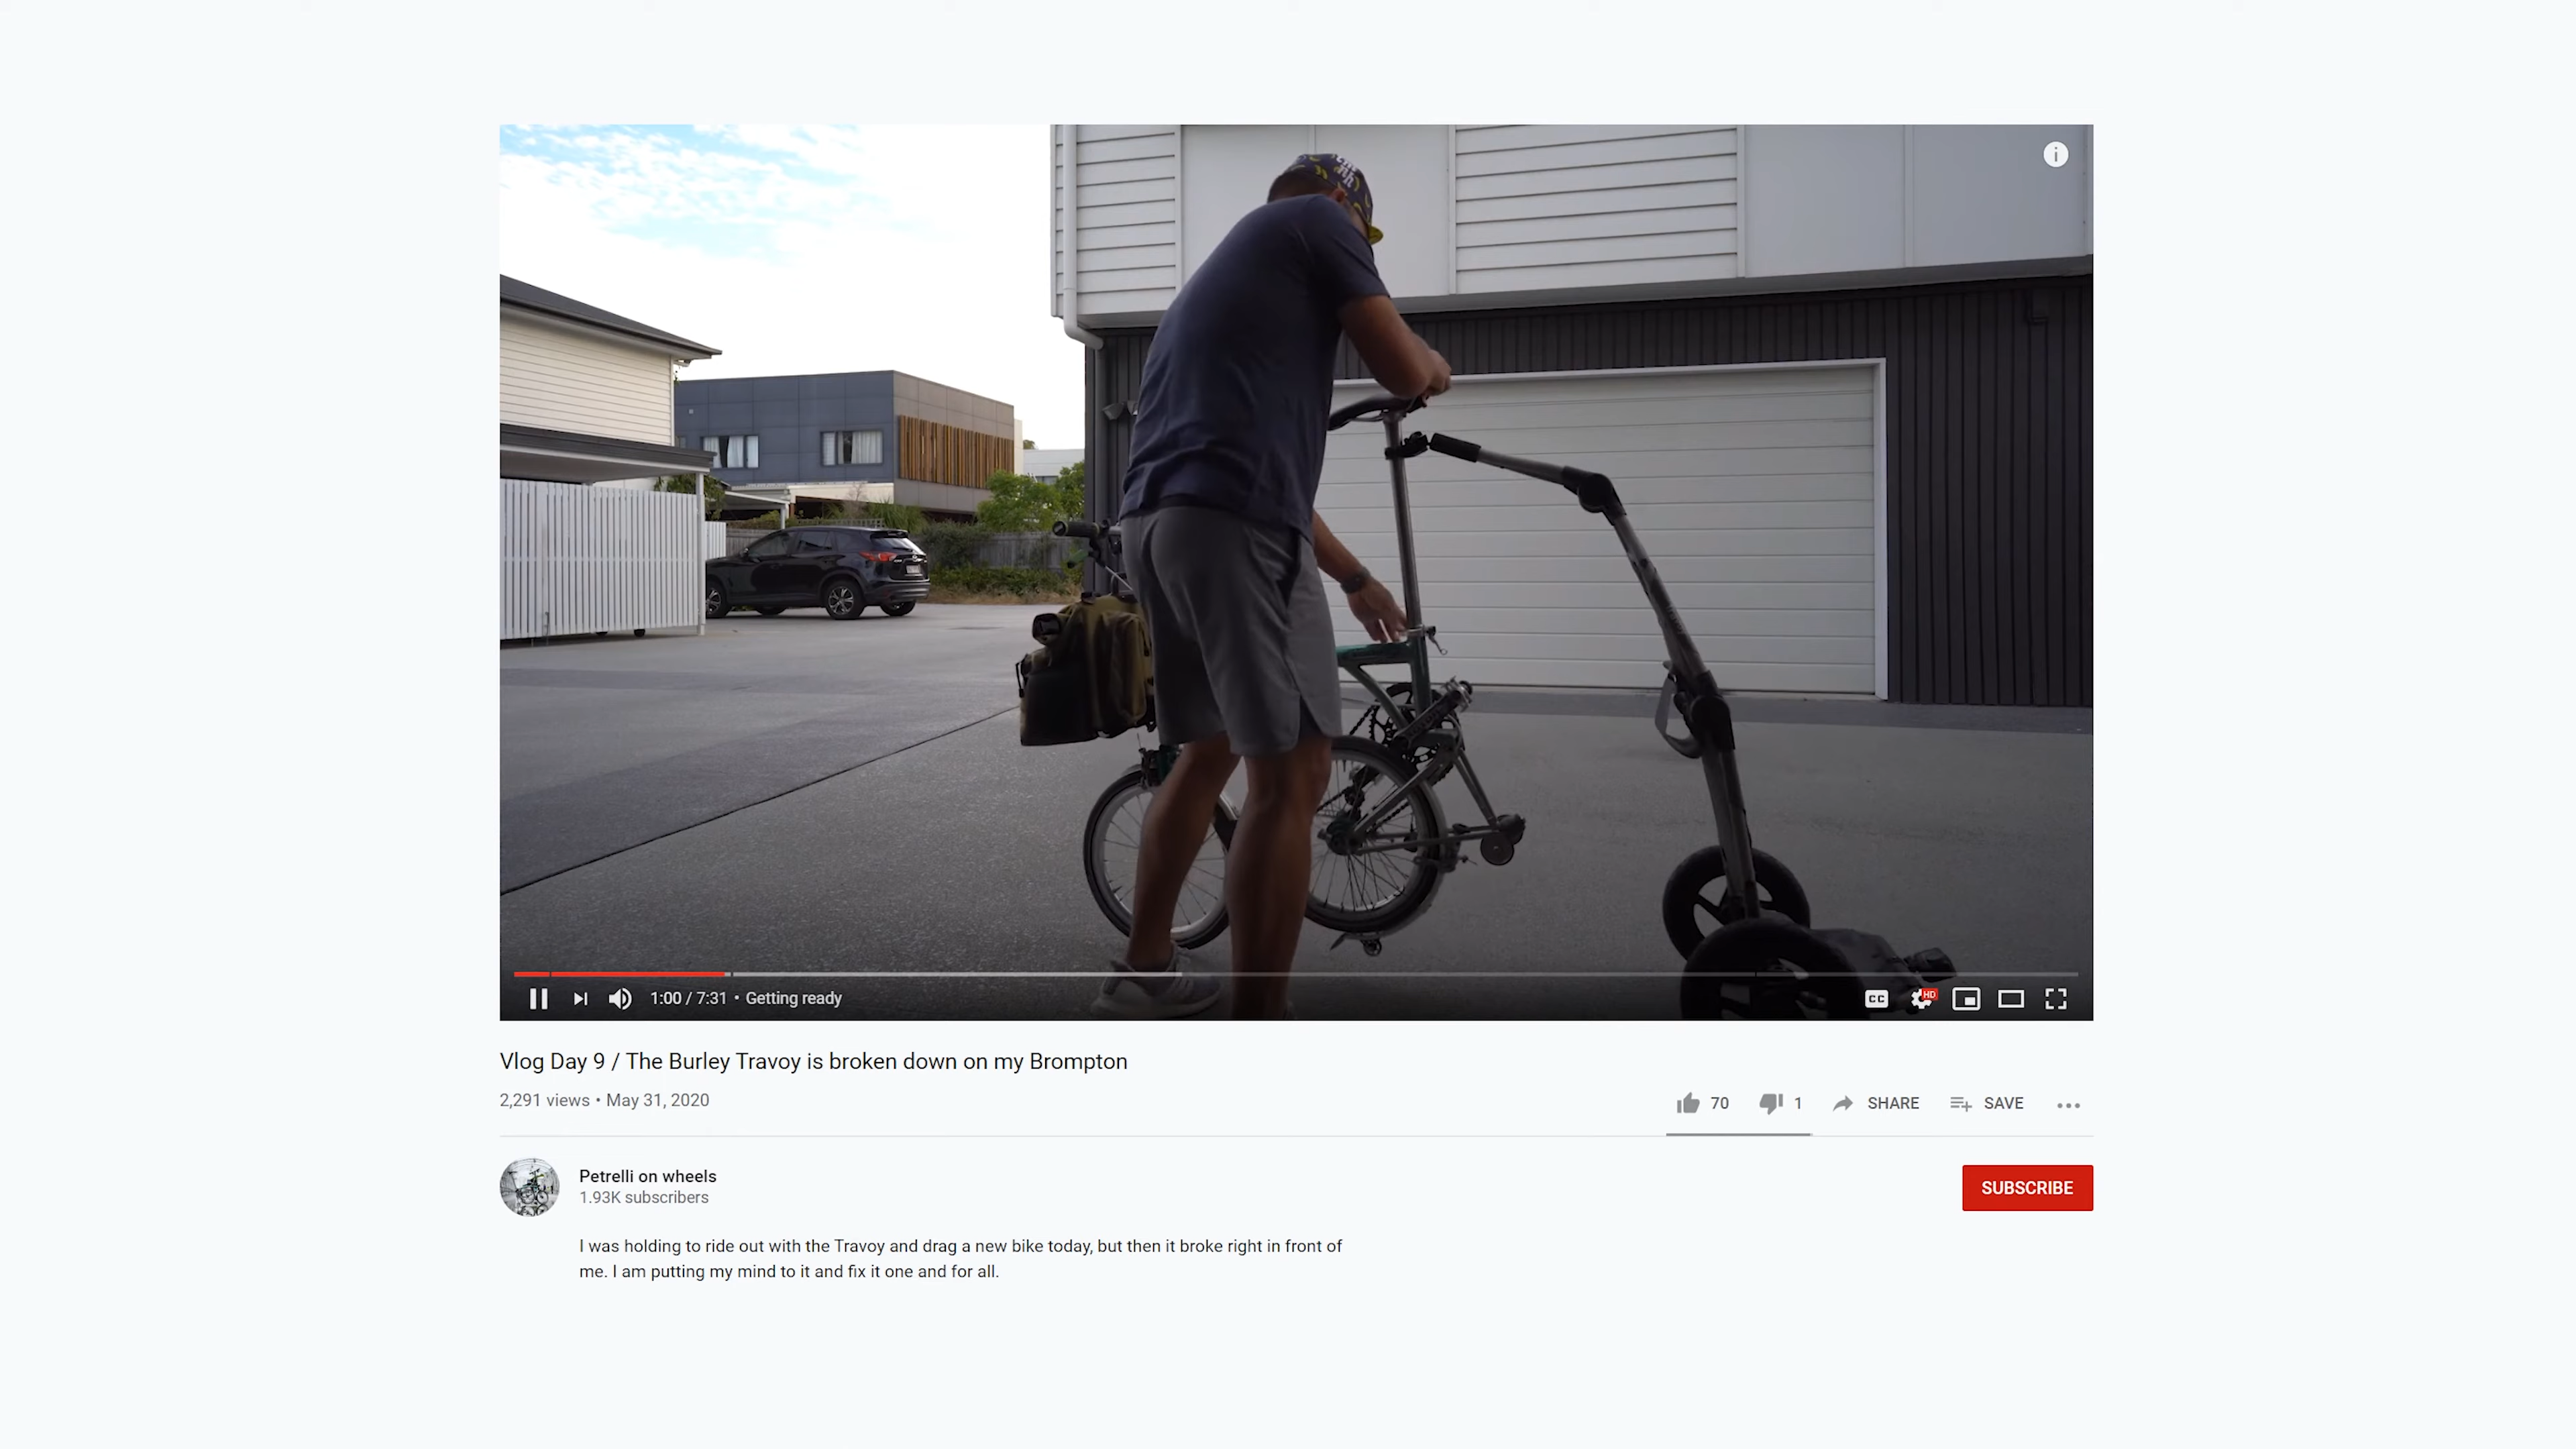 1:00 / 7:31 • Getting ready
CC
HD
Vlog Day 9 / The Burley Travoy is broken down on my Brompton
2,291 views • May 31, 2020
70
1
SHARE
SAVE
Petrelli on wheels
1.93K subscribers
SUBSCRIBE
I was holding to ride out with the Travoy and drag a new bike today, but then it broke right in front of
me. I am putting my mind to it and fix it one and for all.